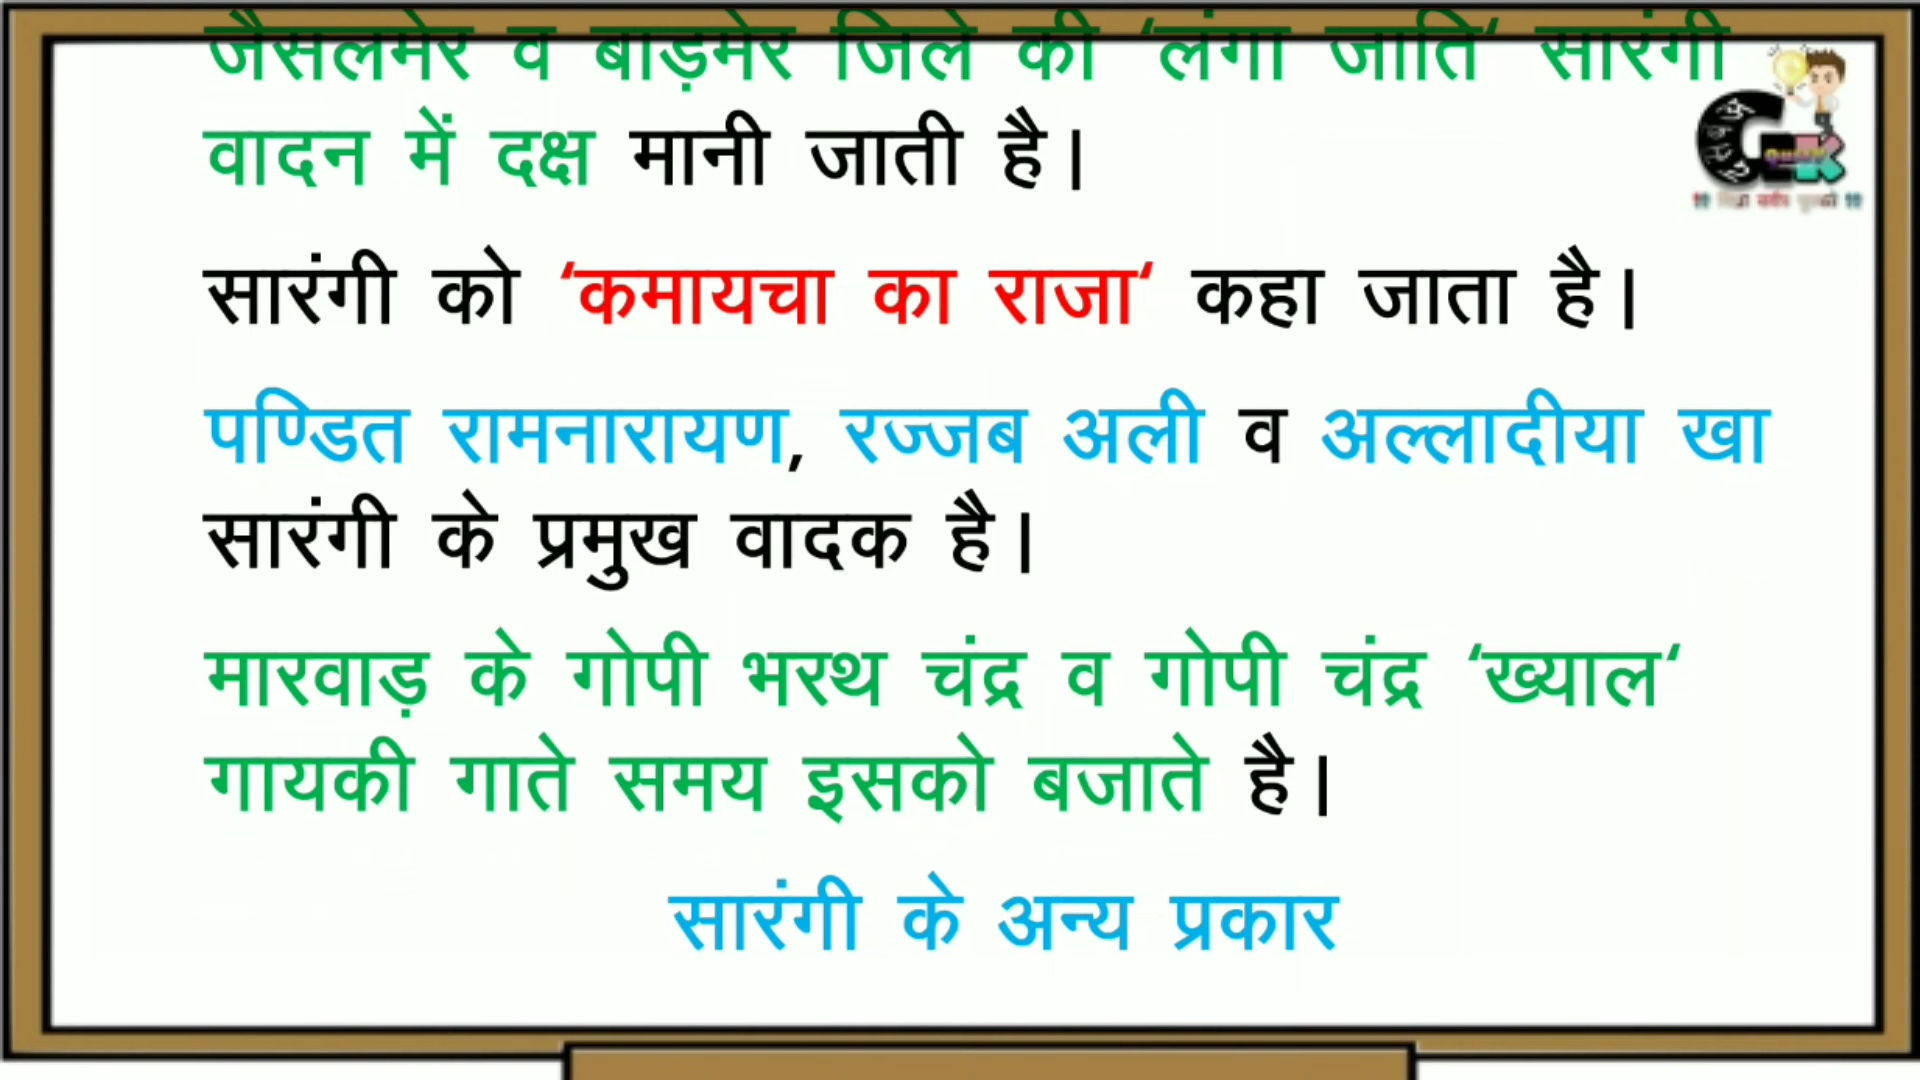 जैसलमेर व बाड़मेर जिले की ‘लंगा जाति‘ सारंगी
वादन में दक्ष मानी जाती है।
सारंगी को ‘कमायचा का राजा‘ कहा जाता है।
पण्डित रामनारायण, रज्जब अली व अल्लादीया खा
सारंगी के प्रमुख वादक है।
मारवाड़ के गोपी भरथ चंद्र व गोपी चंद्र ‘ख्याल‘
गायकी गाते समय इसको बजाते है।
सारंगी के अन्य प्रकार